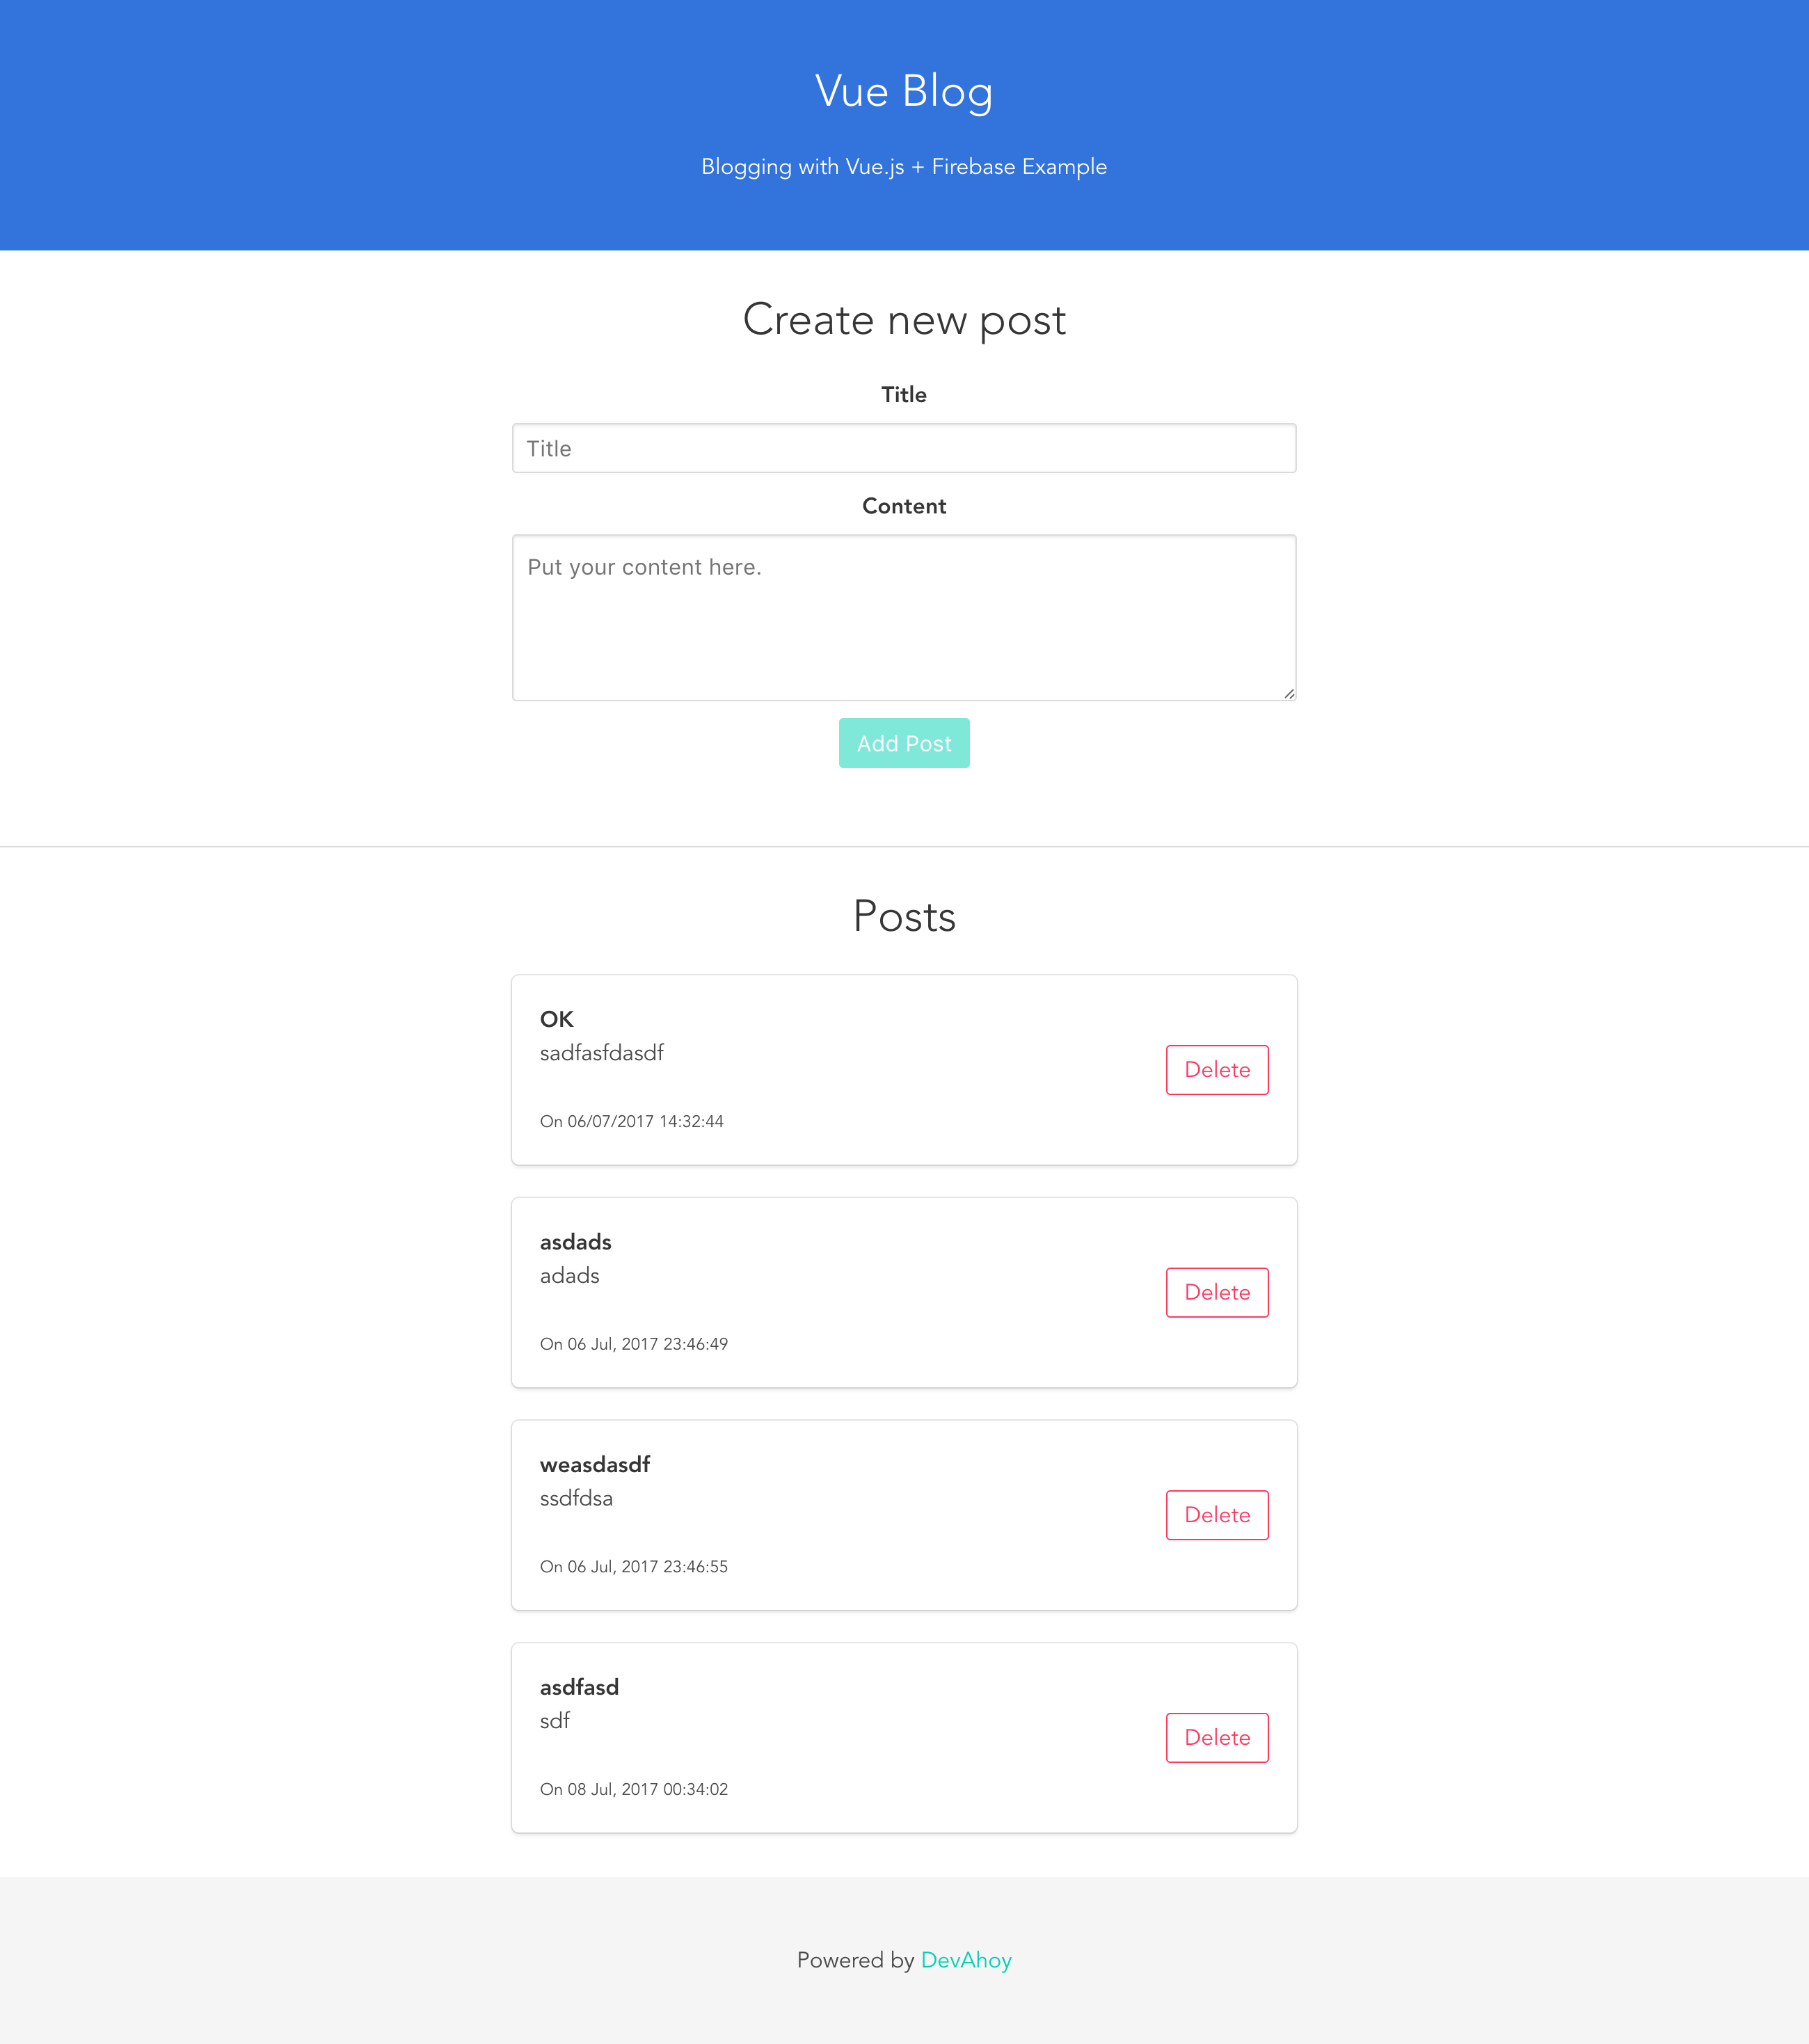 Vue Blog
Blogging with Vue.js + Firebase Example
Create new post
Title
Title
Content
Put your content here.
Add Post
Posts
OK
sadfasfdasdf
Delete
On 06/07/2017 14:32:44
asdads
adads
Delete
On 06 Jul, 2017 23:46:49
weasdasdf
ssdfdsa
Delete
On 06 Jul, 2017 23:46:55
asdfasd
sdf
Delete
On 08 Jul, 2017 00:34:02
Powered by DevAhoy